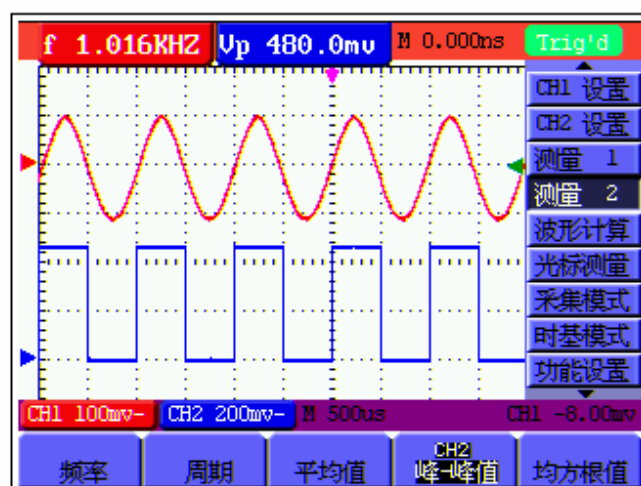 f 1.016KHZ Vp 480.0mv M 0.000ns Trig'd
CH1 设置
CH2 设置
测量 1
测量 2
波形计算
光标测量
采集模式
时基模式
功能设置
CH1 100mv~ CH2 200mv~ M 500us CH1 -8.00mv
频率 周期 平均值 CH2 峰-峰值 均方根值